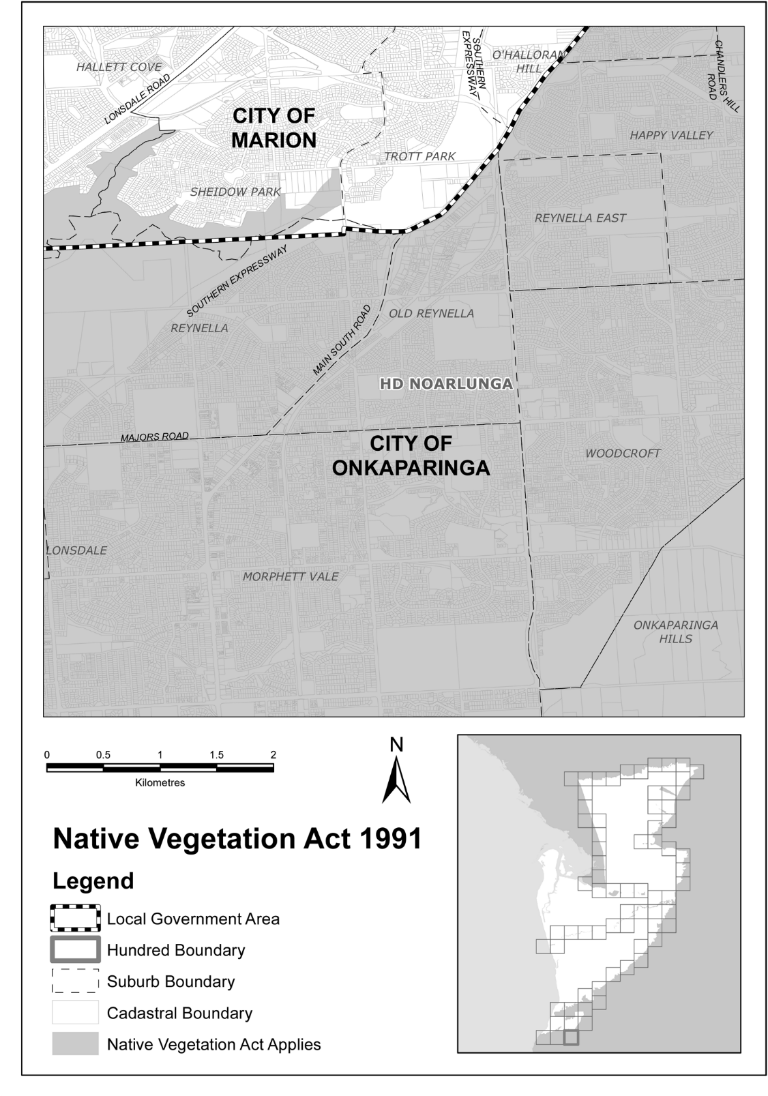 HALLETT COVE
LONSDALE ROAD
CITY OF
MARION
SOUTHERN
EXPRESSWAY
O'HALLORAN
HILL
CHANDLERS HILL
ROAD
HAPPY VALLEY
TROTT PARK
SHEIDOW PARK
REYNELLA EAST
SOUTHERN EXPRESSWAY
REYNELLA
MAIN SOUTH ROAD
OLD REYNELLA
HD NOARLUNGA
MAJORS ROAD
CITY OF
ONKAPARINGA
WOODCROFT
LONSDALE
MORPHETT VALE
ONKAPARINGA
HILLS
0 0.5 1 1.5 2
Kilometres
N
Native Vegetation Act 1991
Legend
Local Government Area
Hundred Boundary
Suburb Boundary
Cadastral Boundary
Native Vegetation Act Applies